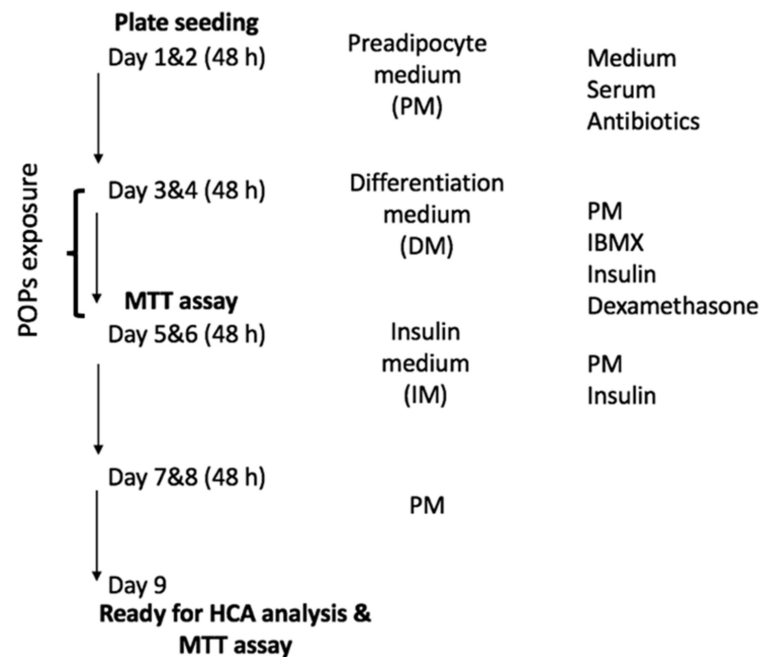 Plate seeding
Day 1&2 (48 h)
Preadipocyte
medium
(PM)
Medium
Serum
Antibiotics
POPs exposure
Day 3&4 (48 h)
Differentiation
medium
(DM)
PM
IBMX
Insulin
Dexamethasone
MTT assay
Day 5&6 (48 h)
Insulin
medium
(IM)
PM
Insulin
Day 7&8 (48 h)
PM
Day 9
Ready for HCA analysis &
MTT assay